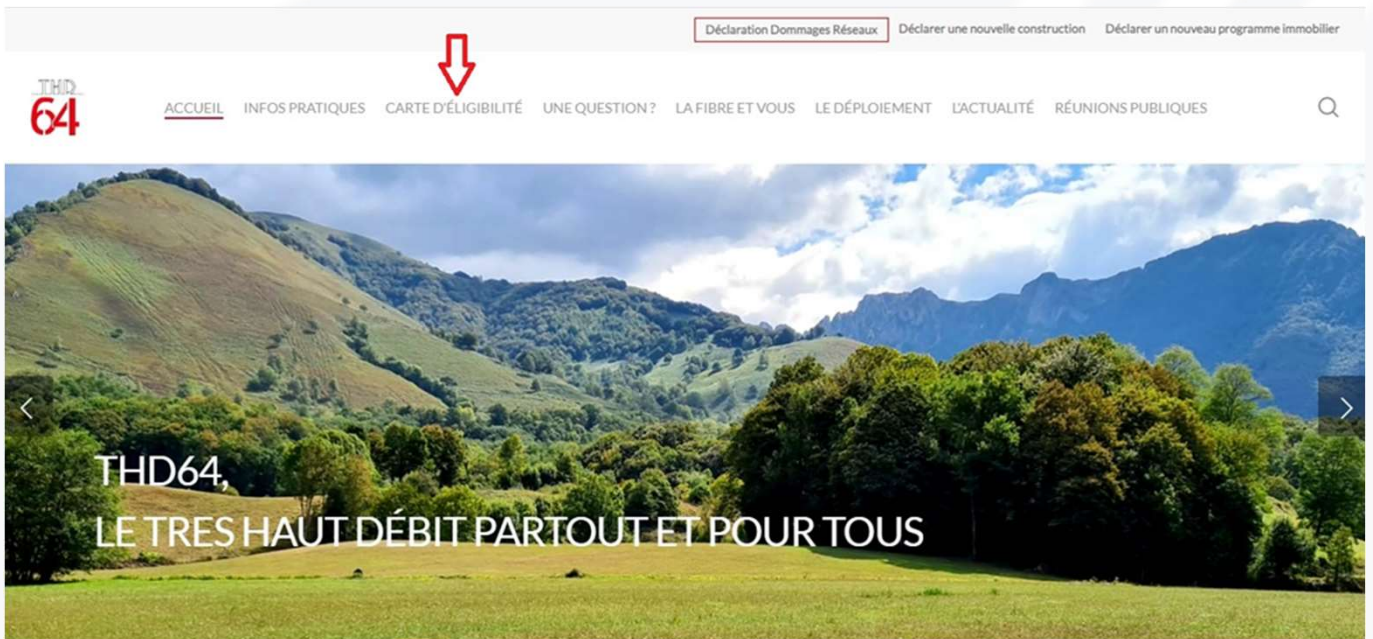 Déclaration Dommages Réseaux Déclarer une nouvelle construction Déclarer un nouveau programme immobilier
THD
64
ACCUEIL INFOS PRATIQUES CARTE D'ÉLIGIBILITÉ UNE QUESTION ? LA FIBRE ET VOUS LE DÉPLOIEMENT L'ACTUALITÉ RÉUNIONS PUBLIQUES
THD64,
LE TRES HAUT DÉBIT PARTOUT ET POUR TOUS